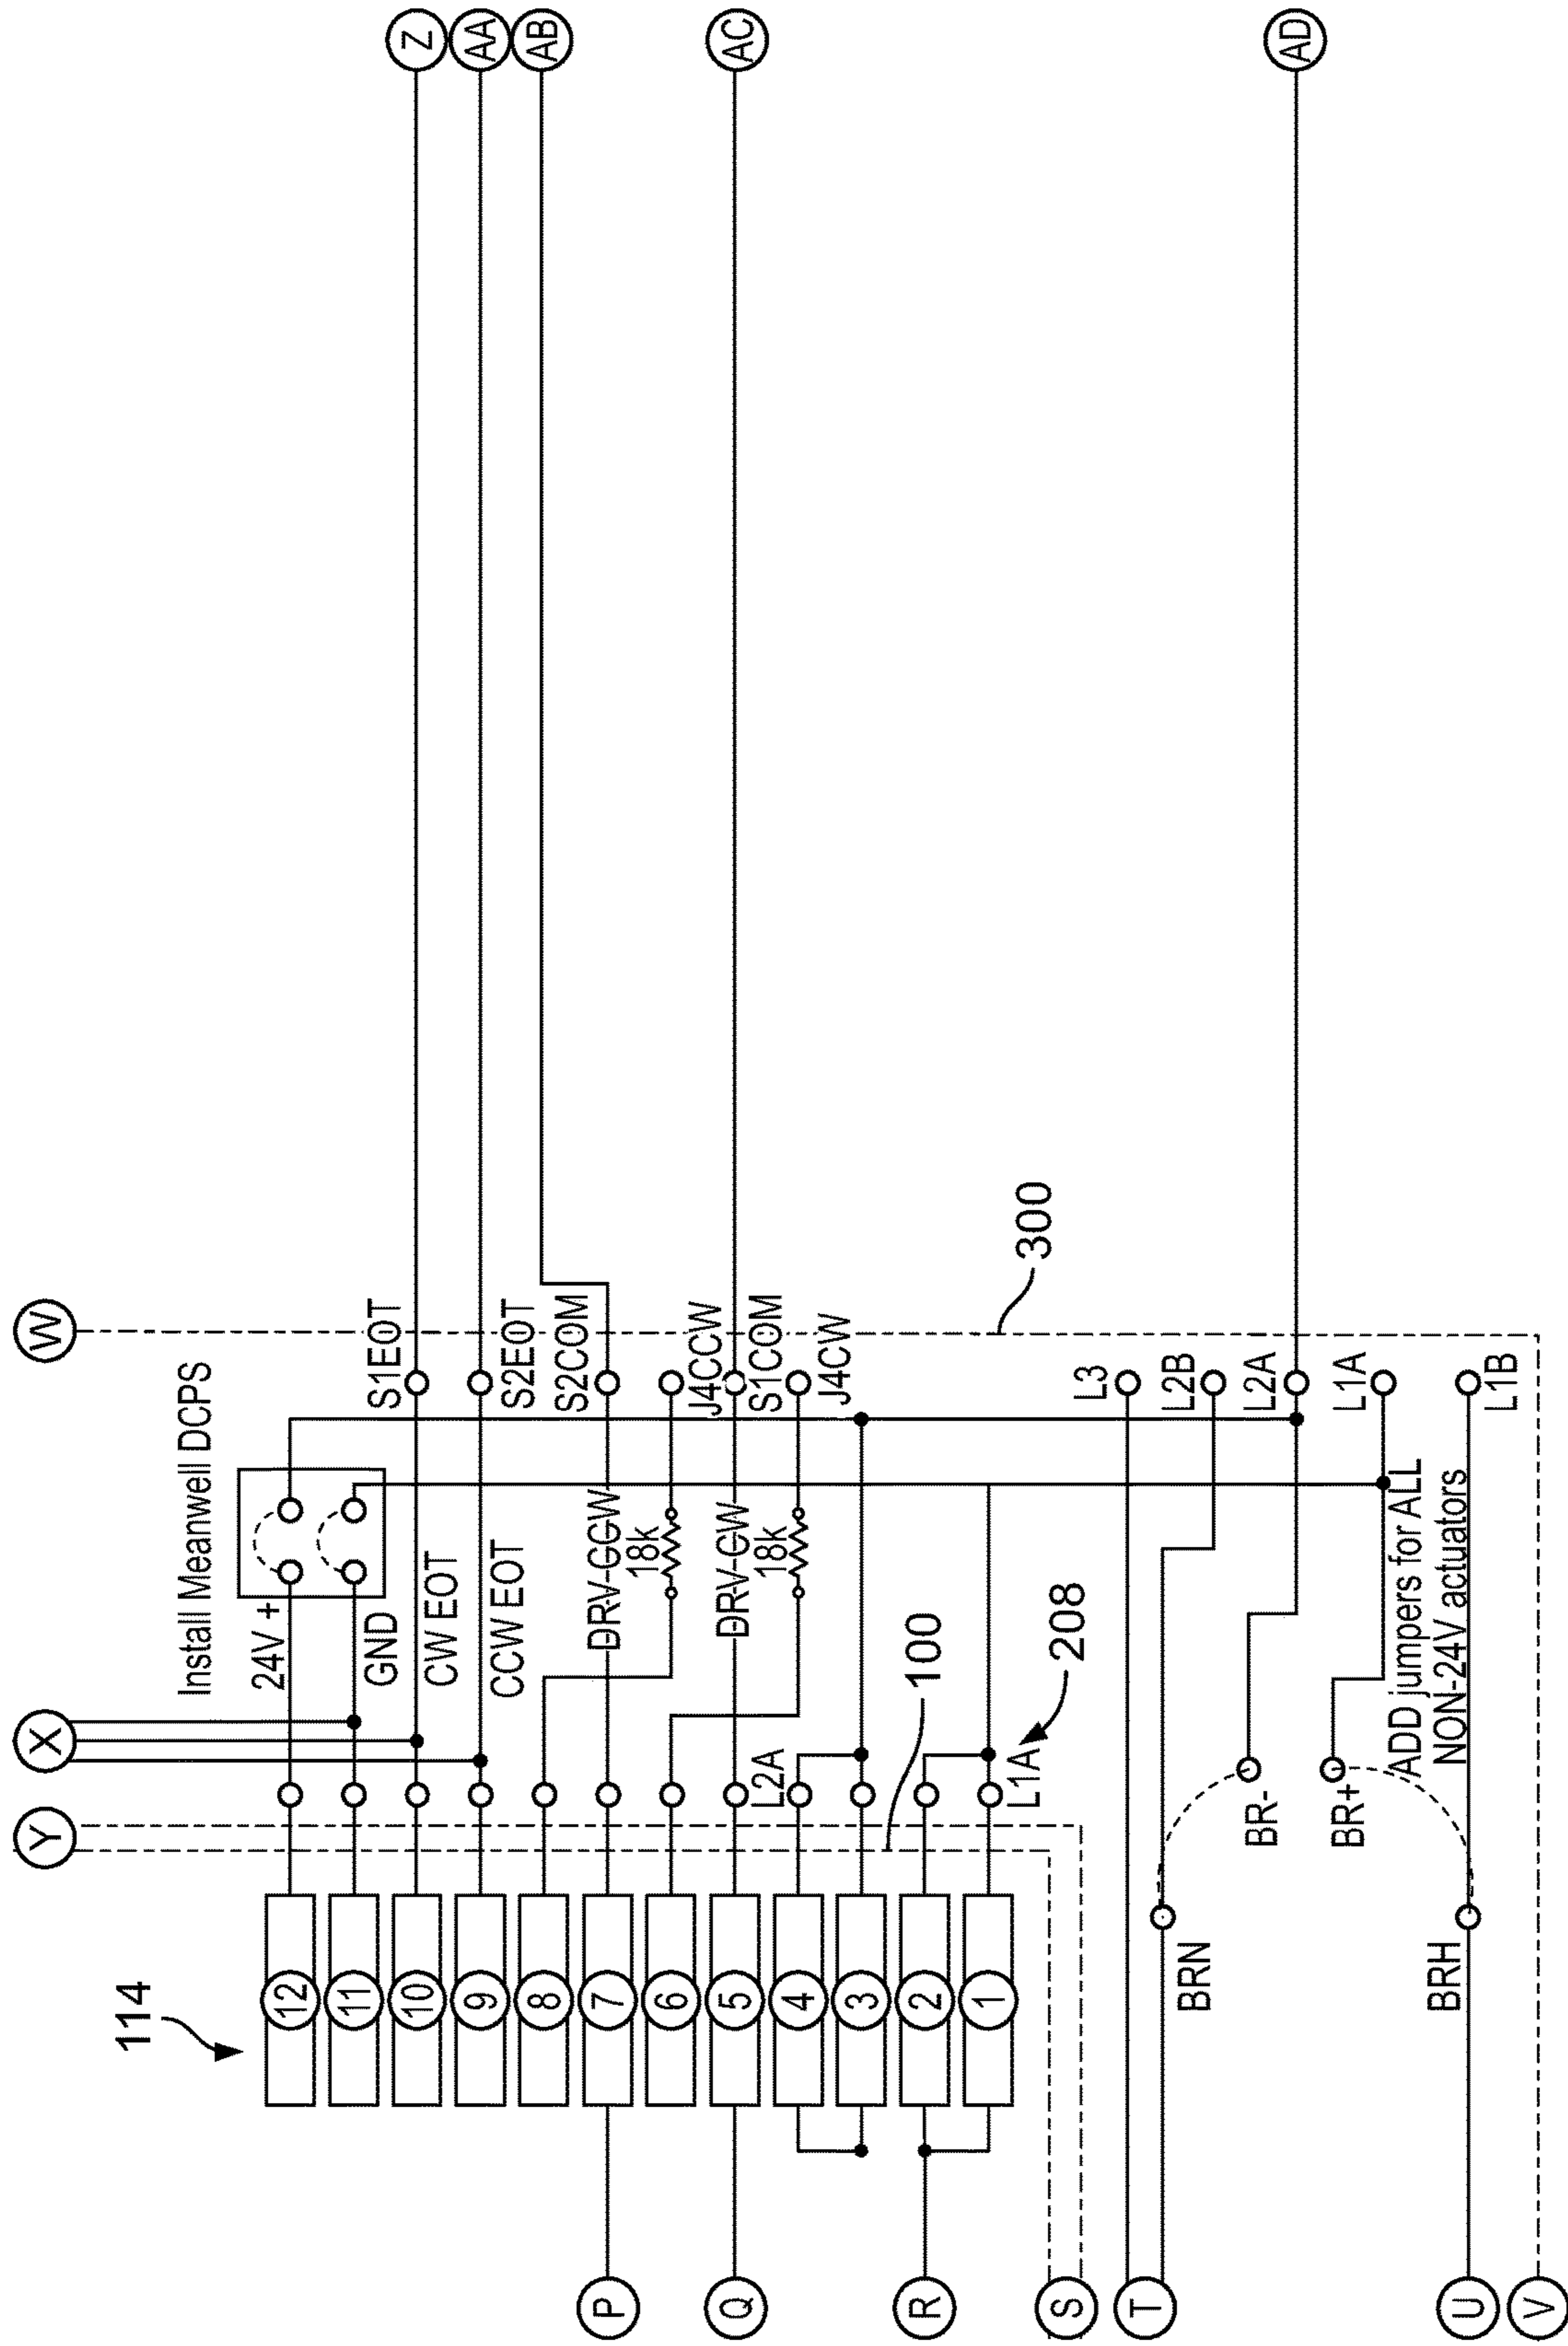 Y
X
W
114
Install Meanwell DCPS
24V +
12
11
GND
S1EOT
10
Z
CW EOT
9
AA
CCW EOT
S2EOT
8
AB
S2COM
P
7
DRV-CCW
18k
6
J4CCW
Q
5
DRV-CW
AC
S1COM
18k
L2A
4
J4CW
3
R
2
100
1
L1A
300
S
208
L3
T
BRN
L2B
BR-
L2A
AD
BR+
L1A
ADD jumpers for ALL
NON-24V actuators
BRH
U
L1B
V